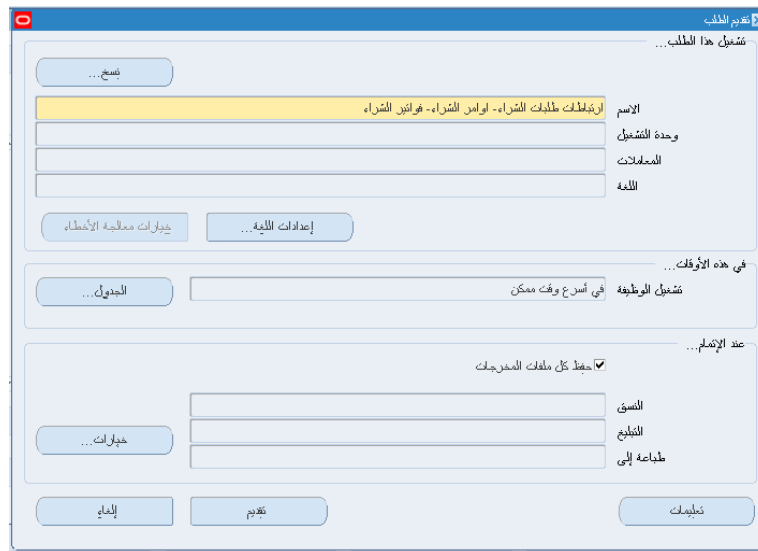 تقديم الطلب
تشغيل هذا الطلب...
نسخ...
الاسم ارتباطات طلبات الشراء- اوامر الشراء- فواتير الشراء
وحدة التشغيل
المعاملات
اللغة
إعدادات اللغة... خيارات معالجة الأخطاء
في هذه الأوقات...
تشغيل الوظيفة في أسرع وقت ممكن الجدول...
عند الإتمام...
حفظ كل ملفات المخرجات
النسق
التبليغ خيارات...
طباعة إلى
تعليمات تقديم إلغاء